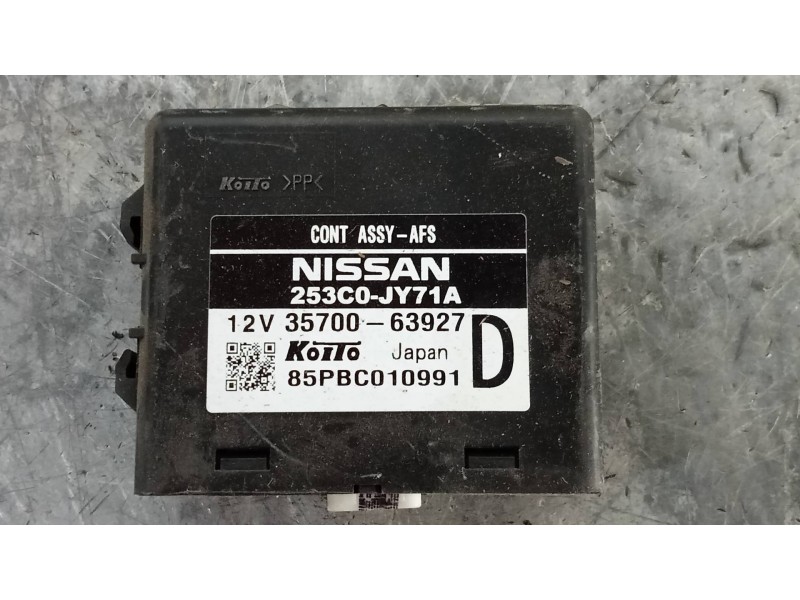 KOITO >PP<
CONT ASSY-AFS
NISSAN
253C0-JY71A
12V 35700-63927
KOITO Japan D
85PBC010991